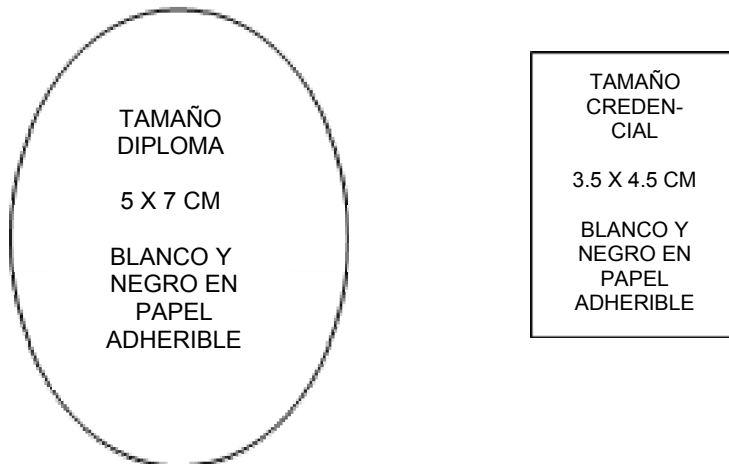 TAMAÑO
DIPLOMA
5 X 7 CM
BLANCO Y
NEGRO EN
PAPEL
ADHERIBLE
TAMAÑO
CREDEN-
CIAL
3.5 X 4.5 CM
BLANCO Y
NEGRO EN
PAPEL
ADHERIBLE